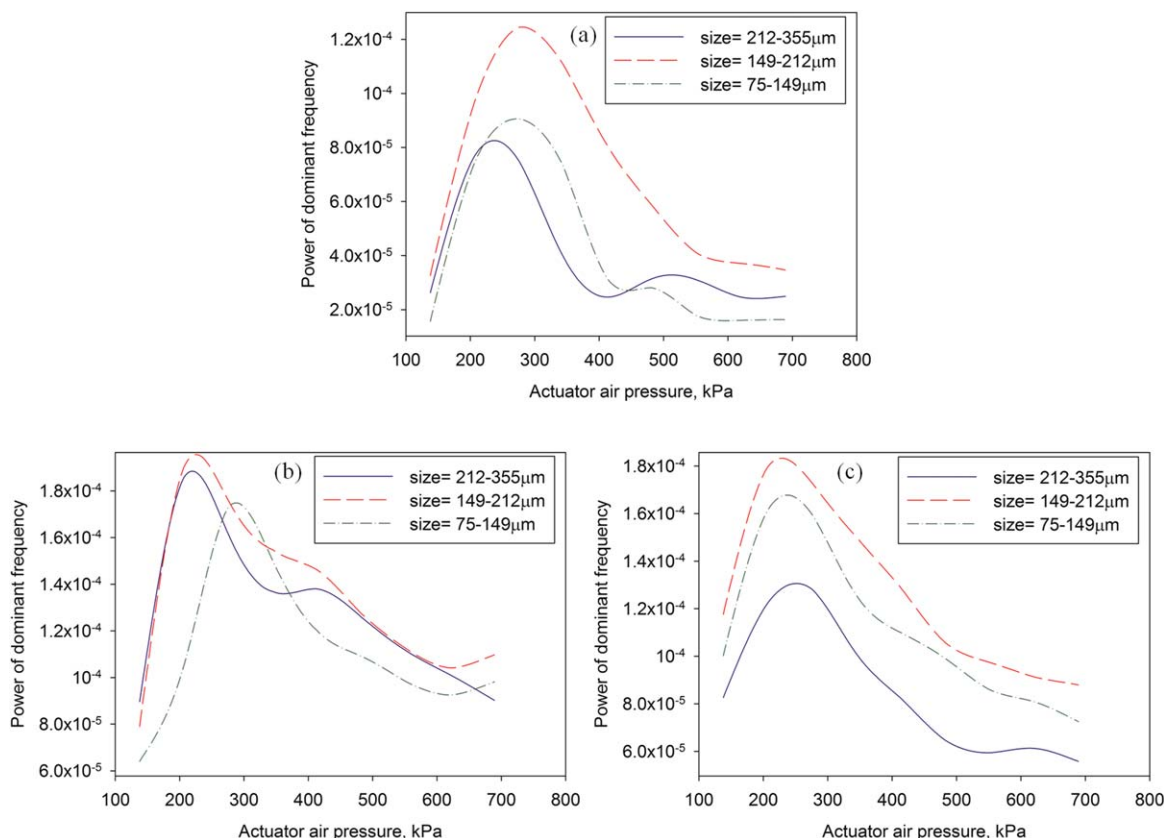 (a)
size= 212-355μm
size= 149-212μm
size= 75-149μm
Power of dominant frequency
1.2x10⁻⁴
10⁻⁴
8.0x10⁻⁵
6.0x10⁻⁵
4.0x10⁻⁵
2.0x10⁻⁵
100 200 300 400 500 600 700 800
Actuator air pressure, kPa
(b)
size= 212-355μm
size= 149-212μm
size= 75-149μm
Power of dominant frequency
1.8x10⁻⁴
1.6x10⁻⁴
1.4x10⁻⁴
1.2x10⁻⁴
10⁻⁴
8.0x10⁻⁵
6.0x10⁻⁵
100 200 300 400 500 600 700 800
Actuator air pressure, kPa
(c)
size= 212-355μm
size= 149-212μm
size= 75-149μm
Power of dominant frequency
1.8x10⁻⁴
1.6x10⁻⁴
1.4x10⁻⁴
1.2x10⁻⁴
10⁻⁴
8.0x10⁻⁵
6.0x10⁻⁵
100 200 300 400 500 600 700 800
Actuator air pressure, kPa